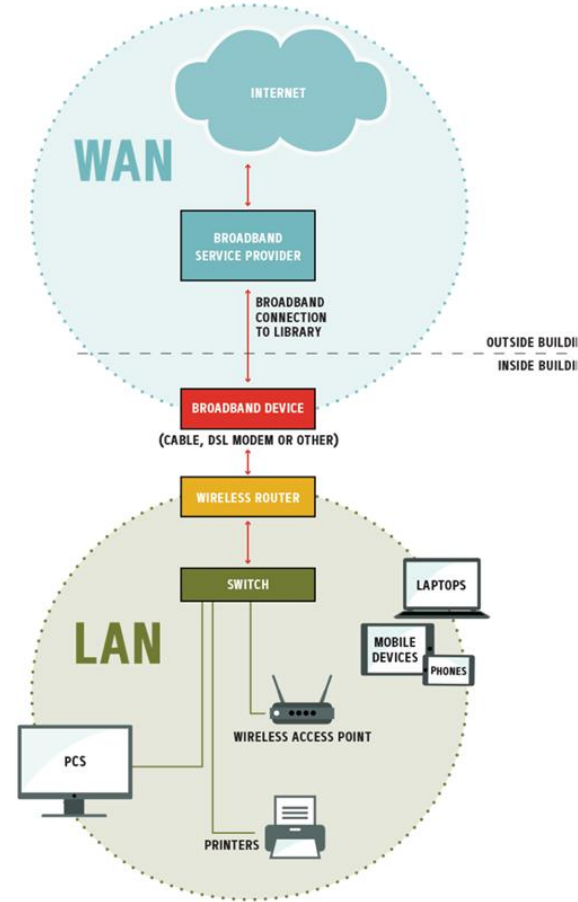 INTERNET
WAN
BROADBAND
SERVICE PROVIDER
BROADBAND
CONNECTION
TO LIBRARY
OUTSIDE BUILDI
INSIDE BUILDI
BROADBAND DEVICE
(CABLE, DSL MODEM OR OTHER)
WIRELESS ROUTER
SWITCH
LAPTOPS
LAN
MOBILE
DEVICES
PHONES
WIRELESS ACCESS POINT
PCS
PRINTERS